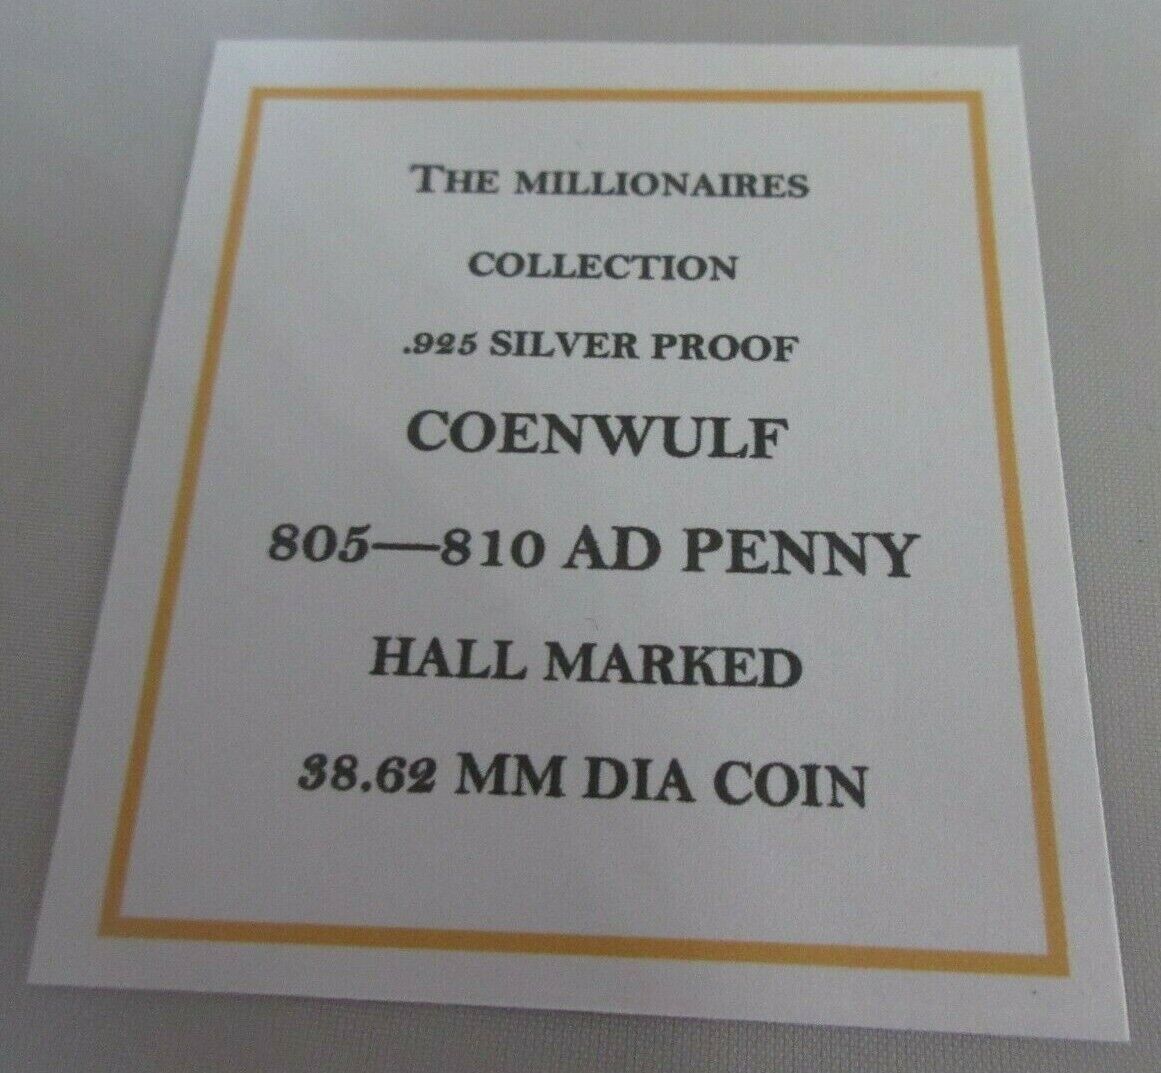 THE MILLIONAIRES
COLLECTION
.925 SILVER PROOF
COENWULF
805—810 AD PENNY
HALL MARKED
38.62 MM DIA COIN